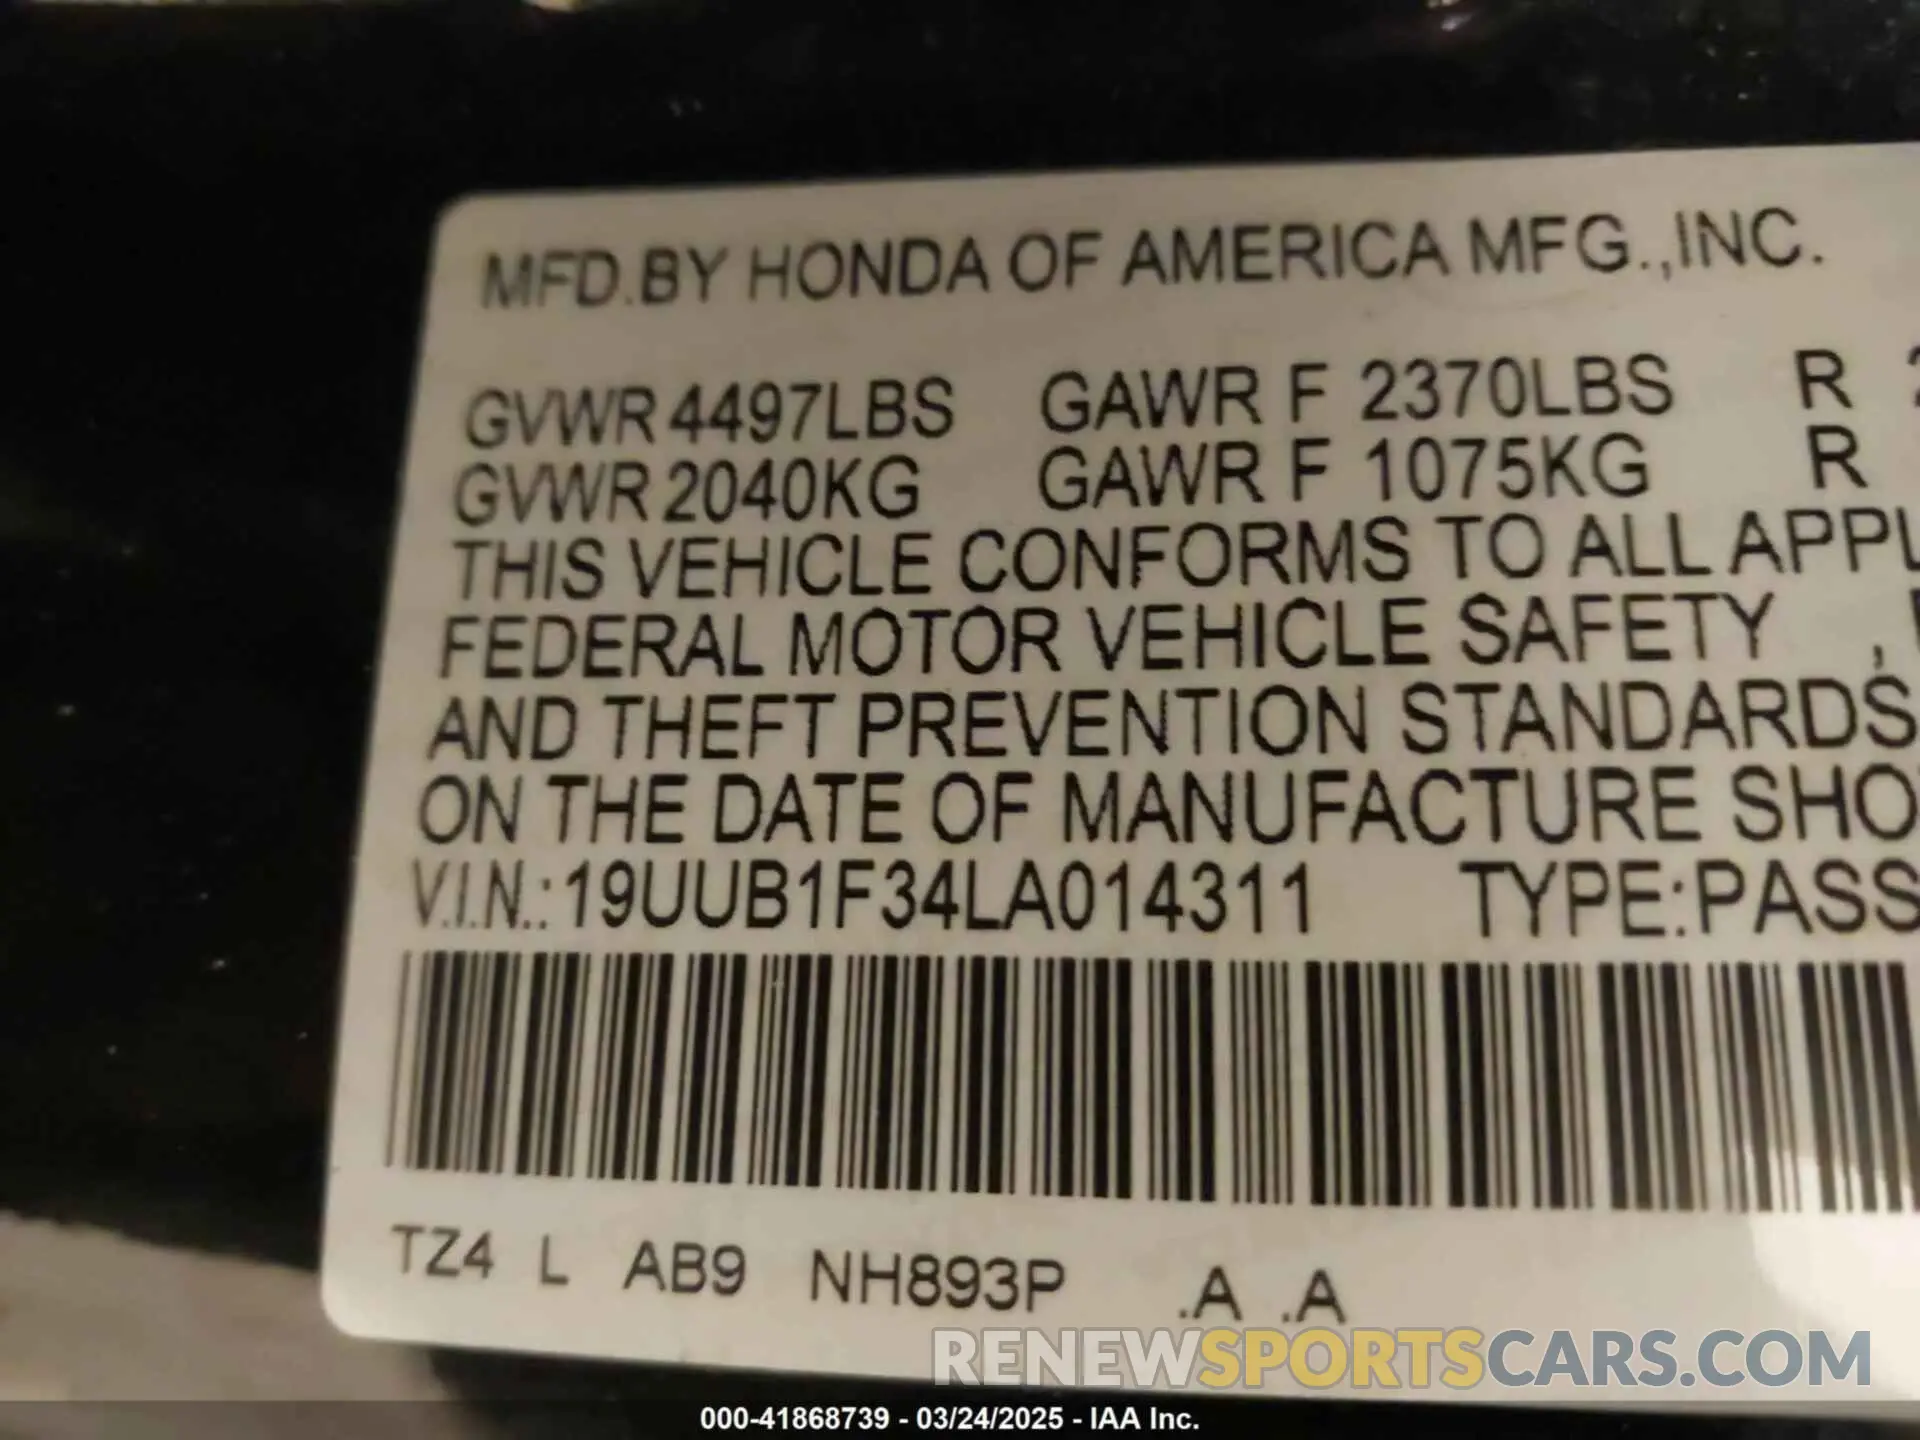 MFD.BY HONDA OF AMERICA MFG.,INC.
GVWR 4497LBS GAWR F 2370LBS R
GVWR 2040KG GAWR F 1075KG R
THIS VEHICLE CONFORMS TO ALL APPL
FEDERAL MOTOR VEHICLE SAFETY ,
AND THEFT PREVENTION STANDARDS
ON THE DATE OF MANUFACTURE SHO
V.I.N.:19UUB1F34LA014311 TYPE:PASS
TZ4 L AB9 NH893P .A .A
RENEWSPORTSCARS.COM
000-41868739 - 03/24/2025 - IAA Inc.